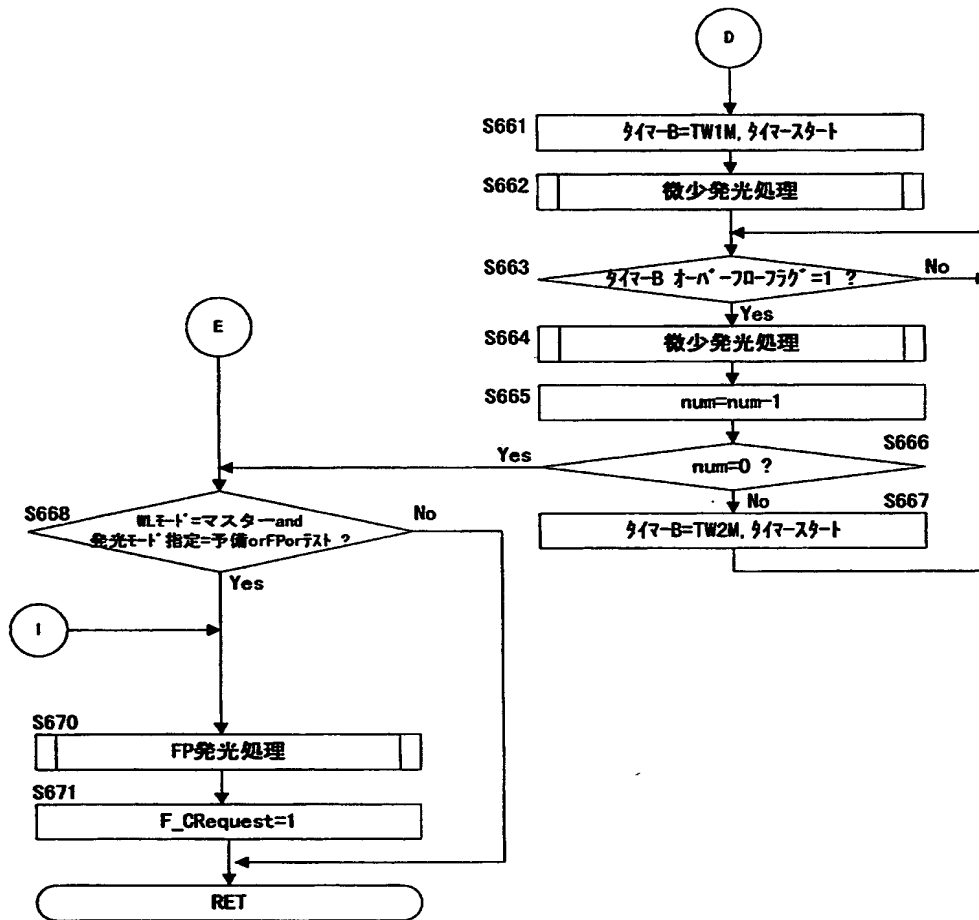 D
S661
タイマーB=TW1M, タイマースタート
S662
微少発光処理
S663
タイマーB オーバーフローフラグ=1 ?
No
Yes
S664
微少発光処理
S665
num=num-1
S666
num=0 ?
Yes
No
S667
タイマーB=TW2M, タイマースタート
E
S668
WLモード=マスターand
発光モード指定=予備orFPorテスト ?
No
Yes
I
S670
FP発光処理
S671
F_CRequest=1
RET